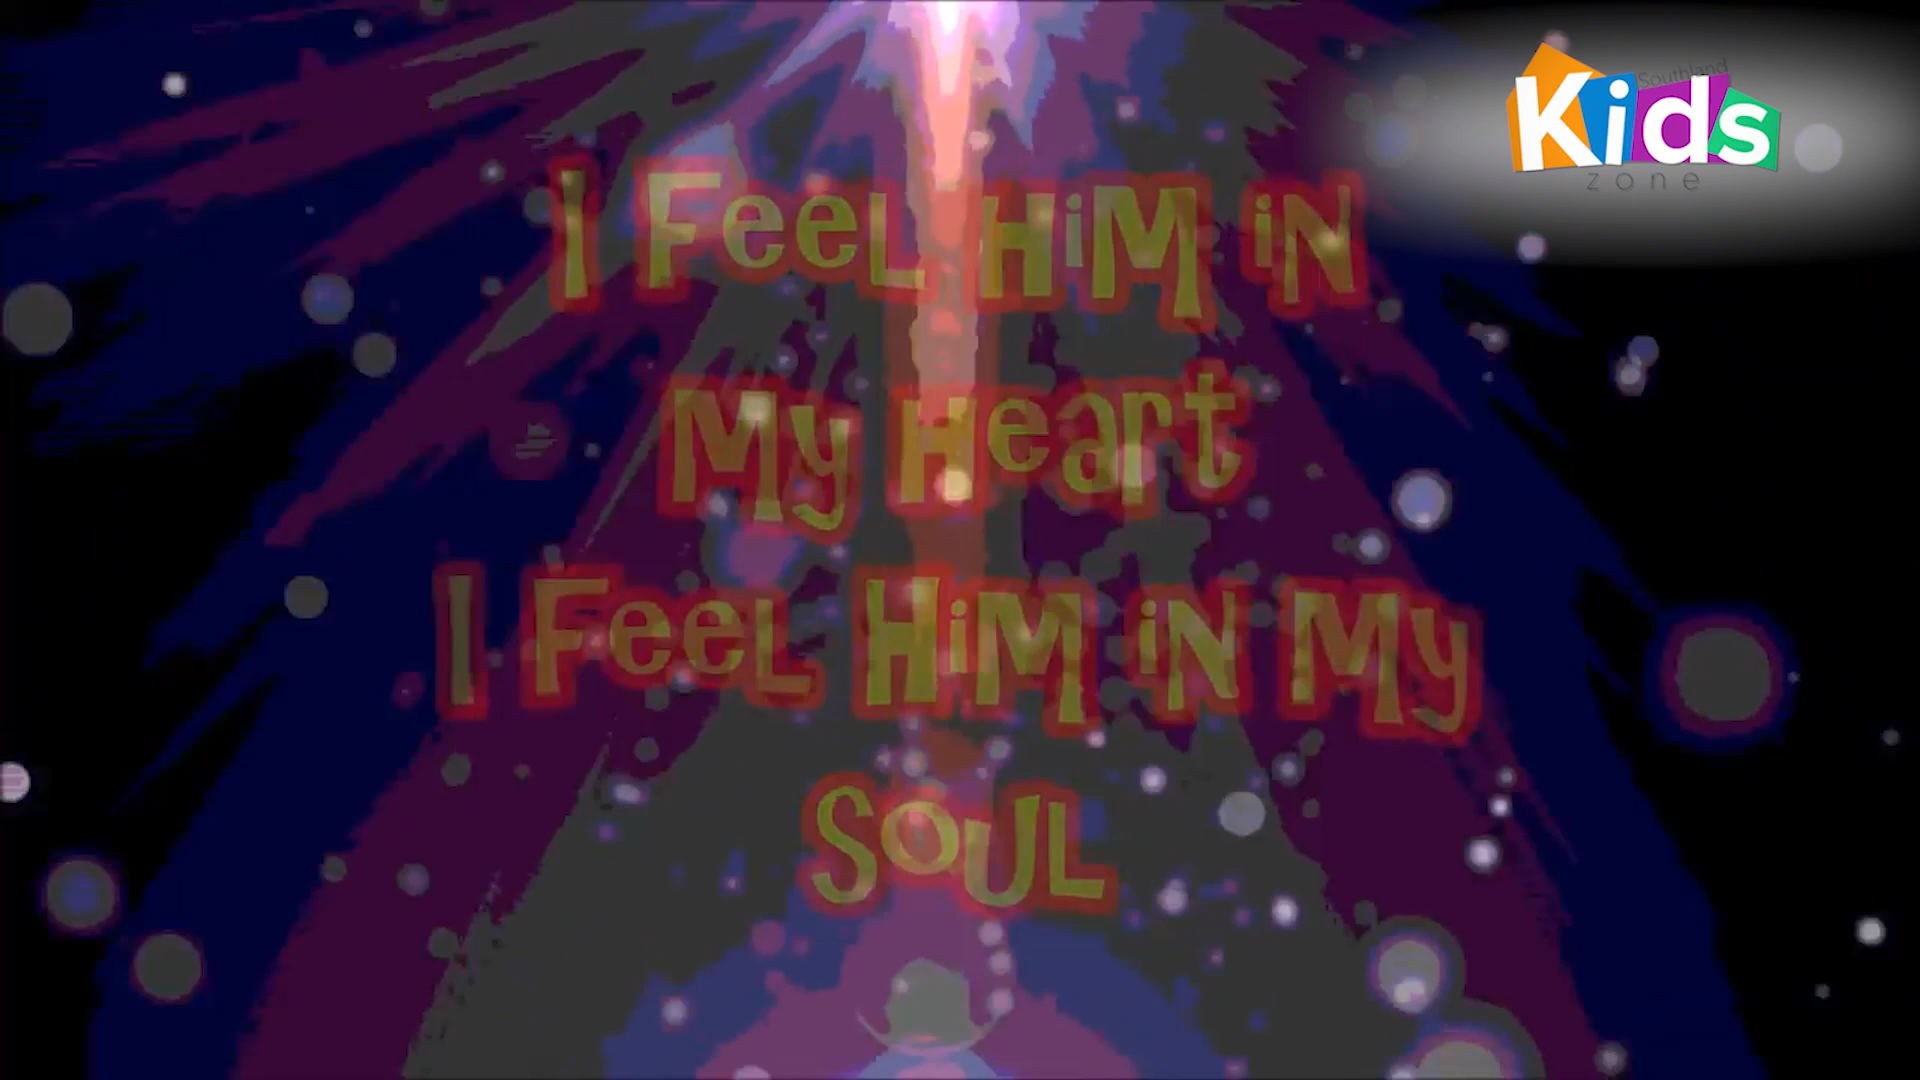 Southland
Kids
zone
I Feel Him in
My Heart
I Feel Him in My
Soul